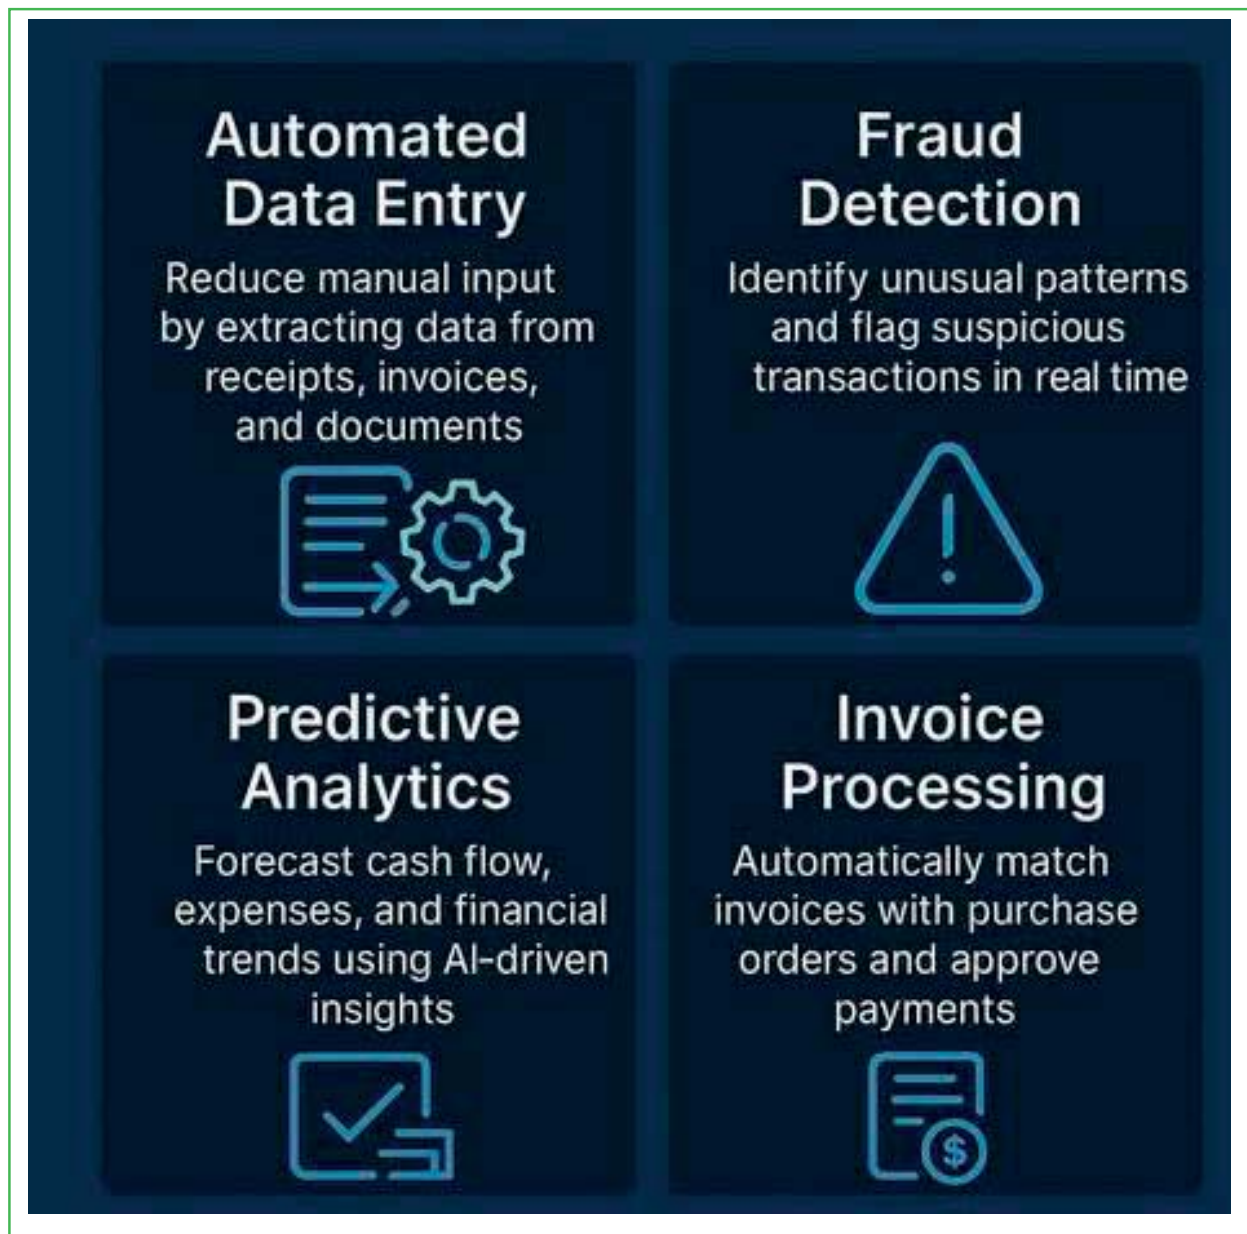 Automated
Data Entry
Reduce manual input
by extracting data from
receipts, invoices,
and documents
Fraud
Detection
Identify unusual patterns
and flag suspicious
transactions in real time
Predictive
Analytics
Forecast cash flow,
expenses, and financial
trends using AI-driven
insights
Invoice
Processing
Automatically match
invoices with purchase
orders and approve
payments
$